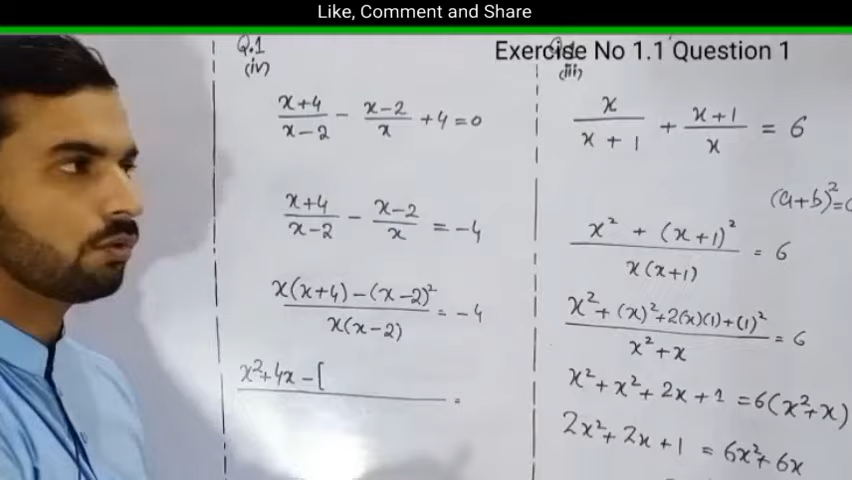 Like, Comment and Share
Exercise No 1.1 Question 1
Q.1
(iv)
x+4/x-2 - x-2/x + 4 = 0
x+4/x-2 - x-2/x = -4
x(x+4) - (x-2)²/x(x-2) = -4
x²+4x-[ =
(iii)
x/x+1 + x+1/x = 6
(a+b)²=
x² + (x+1)²/x(x+1) = 6
x²+(x)²+2(x)(1)+(1)²/x²+x = 6
x²+x²+2x+1 = 6(x²+x)
2x²+2x+1 = 6x²+6x